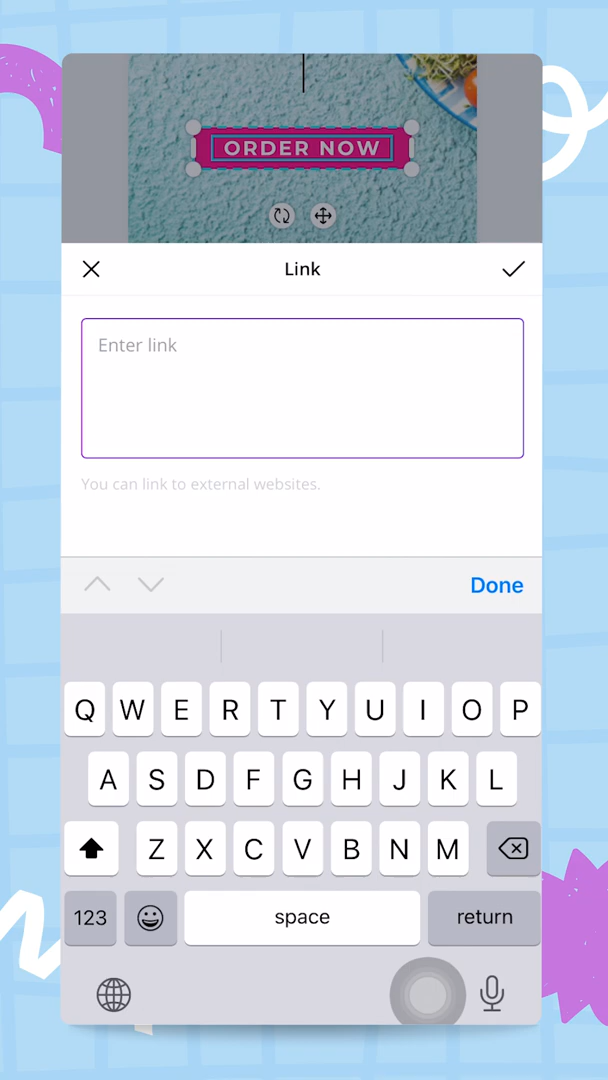 ORDER NOW
Link
Enter link
You can link to external websites.
Done
Q W E R T Y U I O P
A S D F G H J K L
Z X C V B N M
123 space return